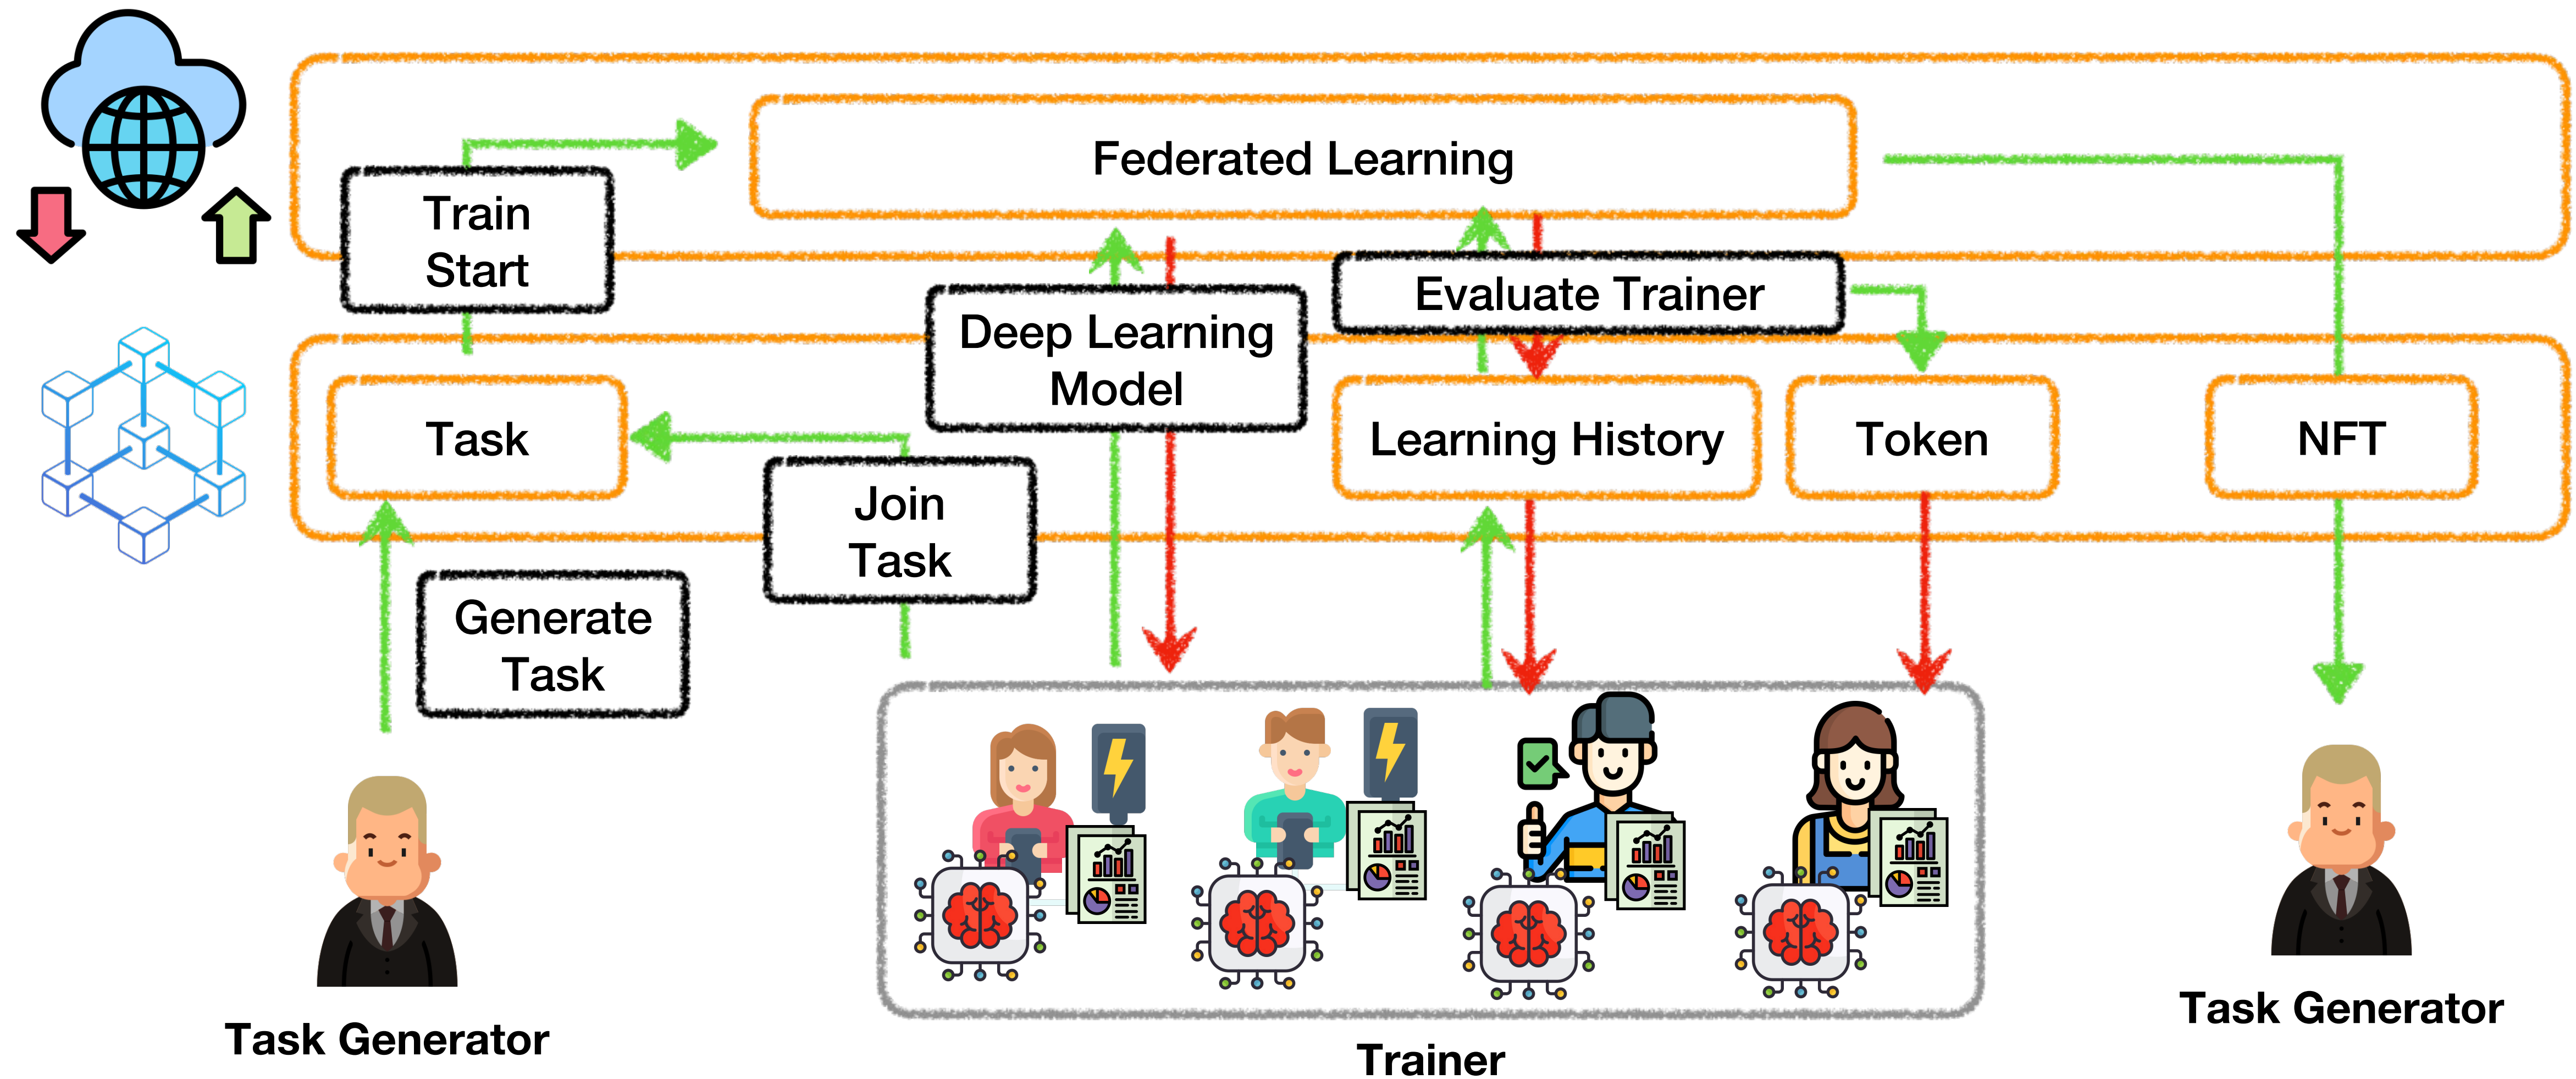 Federated Learning
Train
Start
Evaluate Trainer
Deep Learning
Model
Task
Learning History
Token
NFT
Join
Task
Generate
Task
Task Generator
Trainer
Task Generator